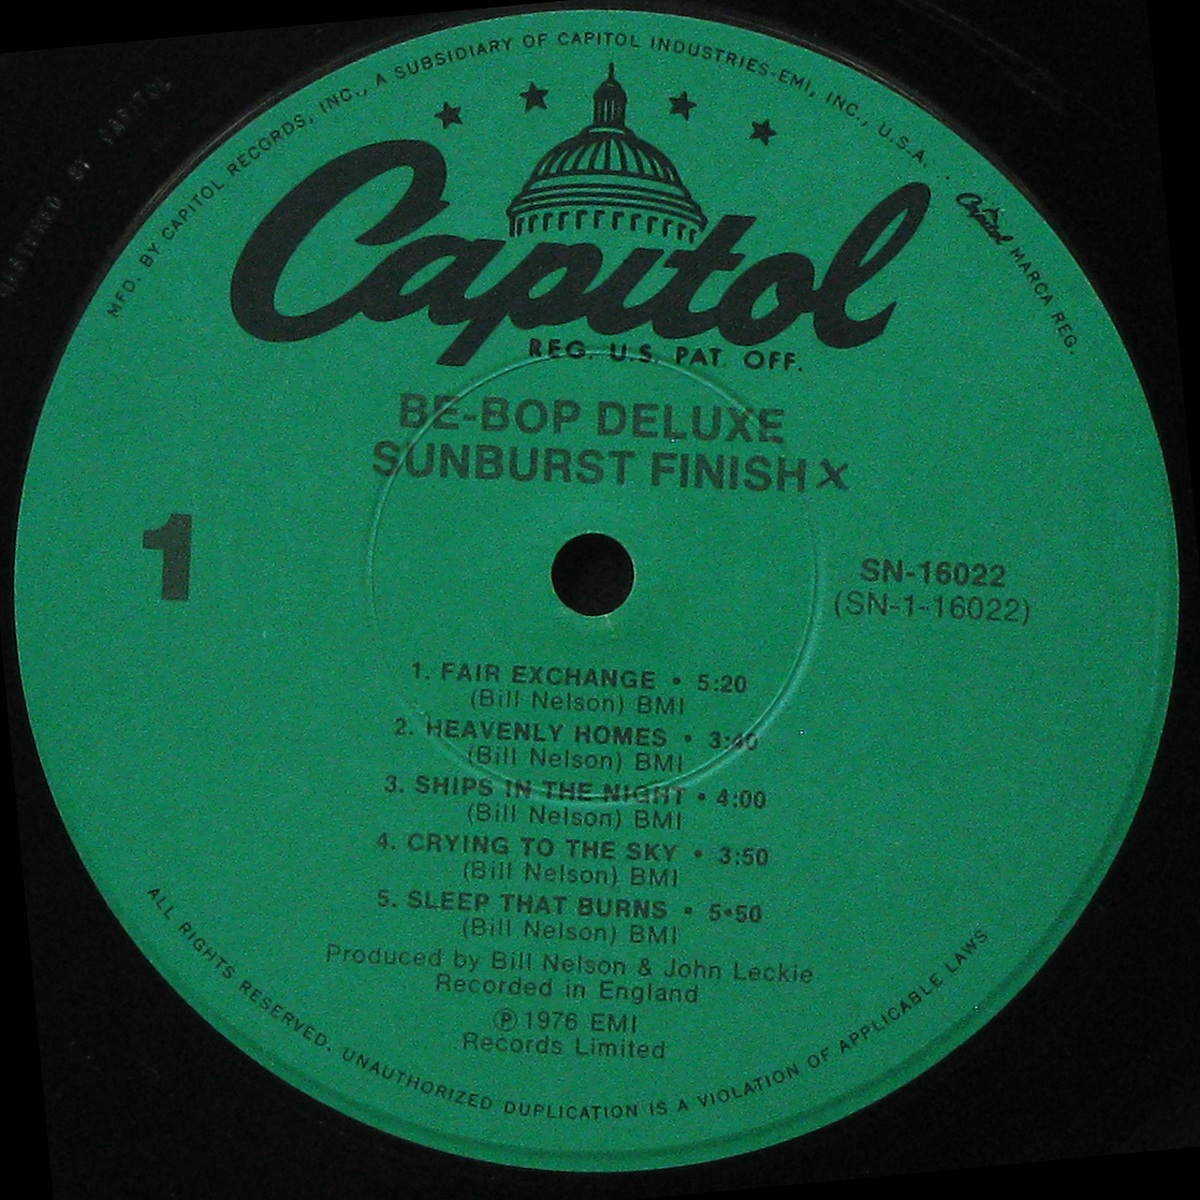 MFD. BY CAPITOL RECORDS, INC., A SUBSIDIARY OF CAPITOL INDUSTRIES-EMI, INC., U.S.A.
Capitol MARCA REG.
MASTERED BY CAPITOL
Capitol
REG. U.S. PAT. OFF.
BE-BOP DELUXE
SUNBURST FINISH X
1
SN-16022
(SN-1-16022)
1. FAIR EXCHANGE • 5:20
(Bill Nelson) BMI
2. HEAVENLY HOMES • 3:40
(Bill Nelson) BMI
3. SHIPS IN THE NIGHT • 4:00
(Bill Nelson) BMI
4. CRYING TO THE SKY • 3:50
(Bill Nelson) BMI
5. SLEEP THAT BURNS • 5•50
(Bill Nelson) BMI
Produced by Bill Nelson & John Leckie
Recorded in England
℗ 1976 EMI
Records Limited
ALL RIGHTS RESERVED. UNAUTHORIZED DUPLICATION IS A VIOLATION OF APPLICABLE LAWS